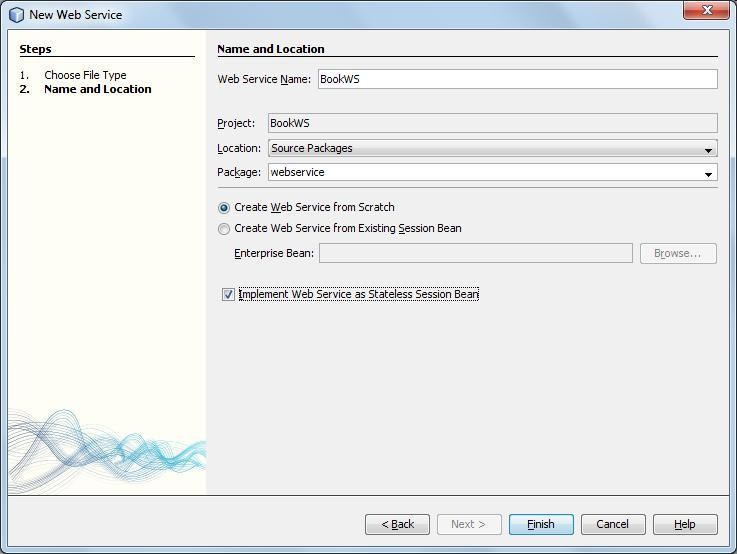 New Web Service
Steps
1. Choose File Type
2. Name and Location
Name and Location
Web Service Name: BookWS
Project: BookWS
Location: Source Packages
Package: webservice
Create Web Service from Scratch
Create Web Service from Existing Session Bean
Enterprise Bean: Browse...
Implement Web Service as Stateless Session Bean
< Back Next > Finish Cancel Help